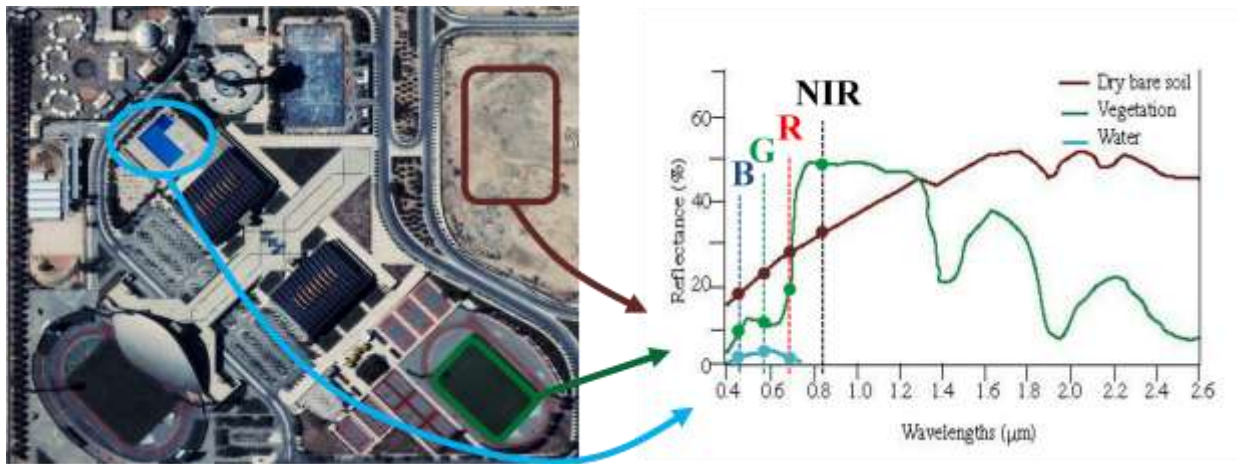 Dry bare soil
Vegetation
Water
NIR
R
G
B
Reflectance (%)
60
40
20
0
0.4 0.6 0.8 1.0 1.2 1.4 1.6 1.8 2.0 2.2 2.4 2.6
Wavelengths (μm)